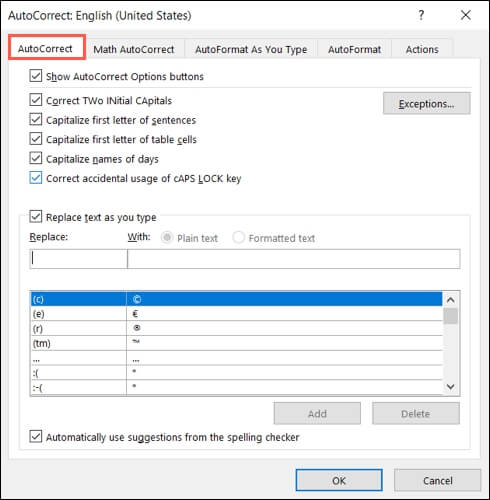 AutoCorrect: English (United States)
AutoCorrect Math AutoCorrect AutoFormat As You Type AutoFormat Actions
Show AutoCorrect Options buttons
Correct TWo INitial CApitals Exceptions...
Capitalize first letter of sentences
Capitalize first letter of table cells
Capitalize names of days
Correct accidental usage of cAPS LOCK key
Replace text as you type
Replace: With: Plain text Formatted text
(c) ©
(e) €
(r) ®
(tm) ™
... ...
:(
:-(
Add Delete
Automatically use suggestions from the spelling checker
OK Cancel